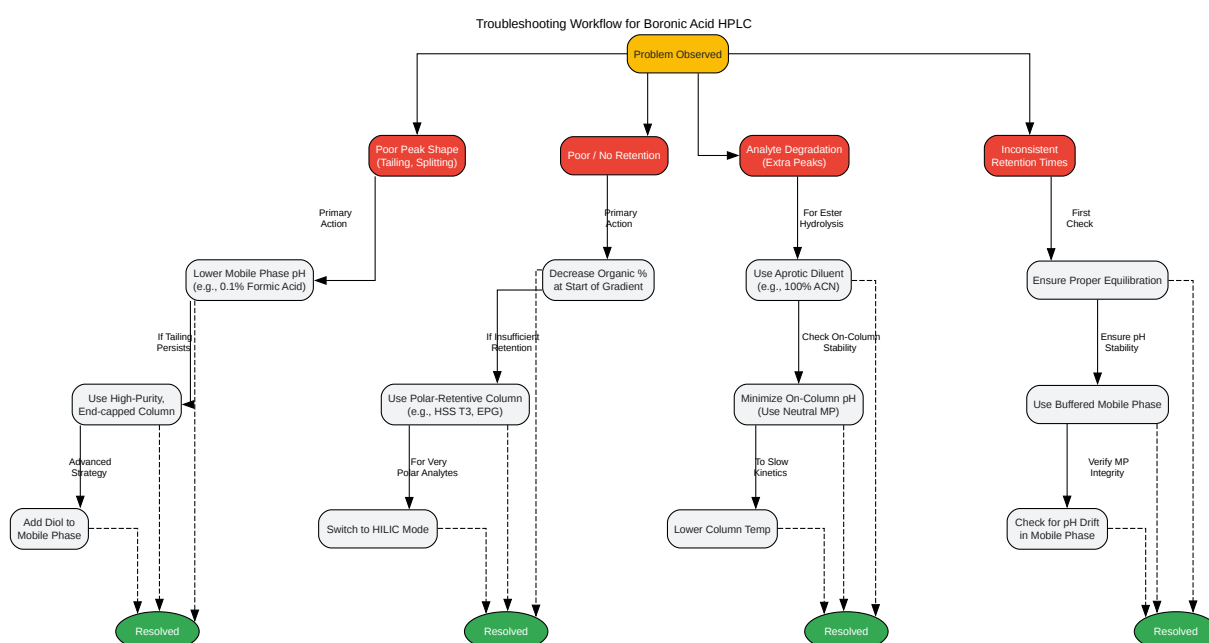 Troubleshooting Workflow for Boronic Acid HPLC
Problem Observed
Poor Peak Shape
(Tailing, Splitting)
Poor / No Retention
Analyte Degradation
(Extra Peaks)
Inconsistent
Retention Times
Primary
Action
Primary
Action
For Ester
Hydrolysis
First
Check
Lower Mobile Phase pH
(e.g., 0.1% Formic Acid)
Decrease Organic %
at Start of Gradient
Use Aprotic Diluent
(e.g., 100% ACN)
Ensure Proper Equilibration
If Tailing
Persists
If Insufficient
Retention
Check On-Column
Stability
Ensure pH
Stability
Use High-Purity,
End-capped Column
Use Polar-Retentive Column
(e.g., HSS T3, EPG)
Minimize On-Column pH
(Use Neutral MP)
Use Buffered Mobile Phase
Advanced
Strategy
For Very
Polar Analytes
To Slow
Kinetics
Verify MP
Integrity
Add Diol to
Mobile Phase
Switch to HILIC Mode
Lower Column Temp
Check for pH Drift
in Mobile Phase
Resolved
Resolved
Resolved
Resolved